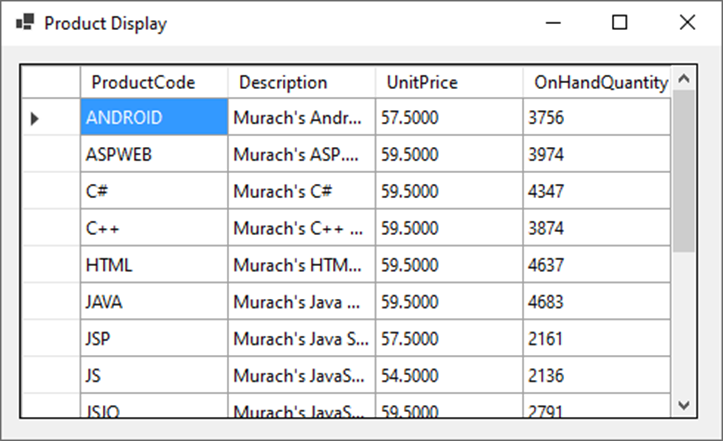 Product Display
ProductCode Description UnitPrice OnHandQuantity
ANDROID Murach's Andr... 57.5000 3756
ASPWEB Murach's ASP.... 59.5000 3974
C# Murach's C# 59.5000 4347
C++ Murach's C++ ... 59.5000 3874
HTML Murach's HTM... 59.5000 4637
JAVA Murach's Java ... 59.5000 4683
JSP Murach's Java S... 57.5000 2161
JS Murach's JavaS... 54.5000 2136
JSJQ Murach's JavaS... 59.5000 2791